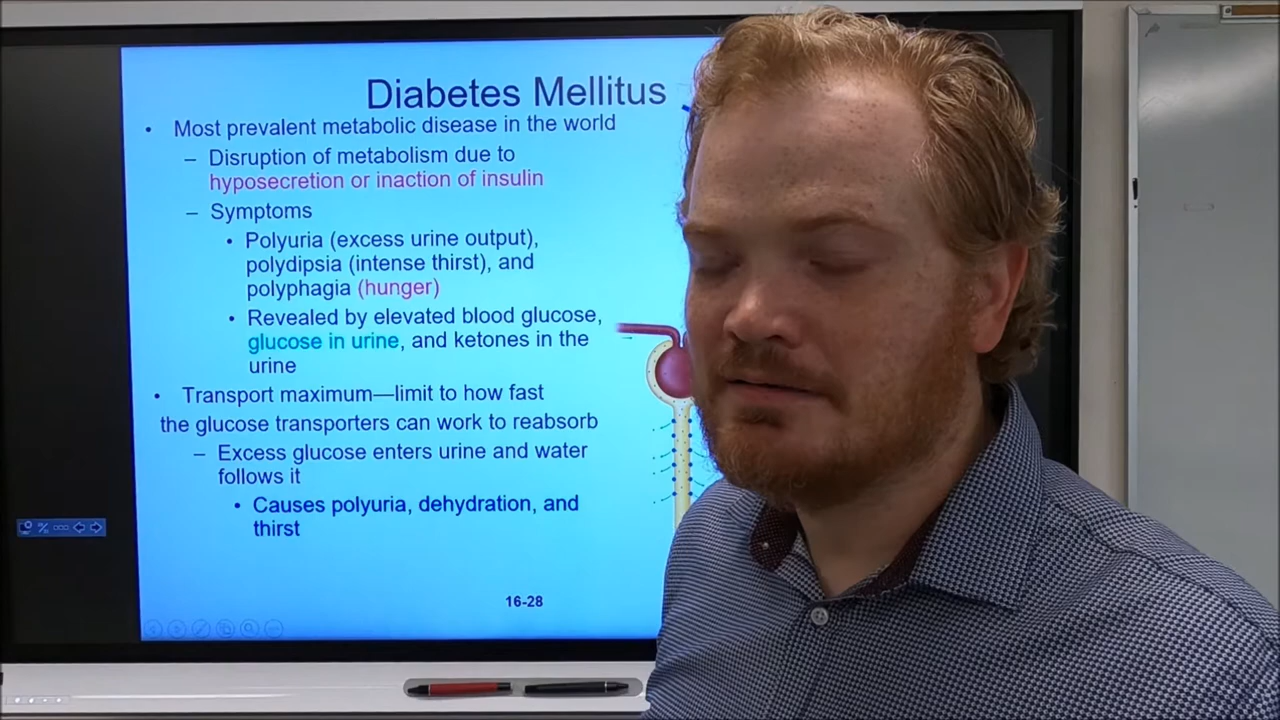 Diabetes Mellitus
• Most prevalent metabolic disease in the world
– Disruption of metabolism due to
hyposecretion or inaction of insulin
– Symptoms
• Polyuria (excess urine output),
polydipsia (intense thirst), and
polyphagia (hunger)
• Revealed by elevated blood glucose,
glucose in urine, and ketones in the
urine
• Transport maximum—limit to how fast
the glucose transporters can work to reabsorb
– Excess glucose enters urine and water
follows it
• Causes polyuria, dehydration, and
thirst
16-28